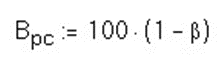 B_pc := 100 · (1 − β)